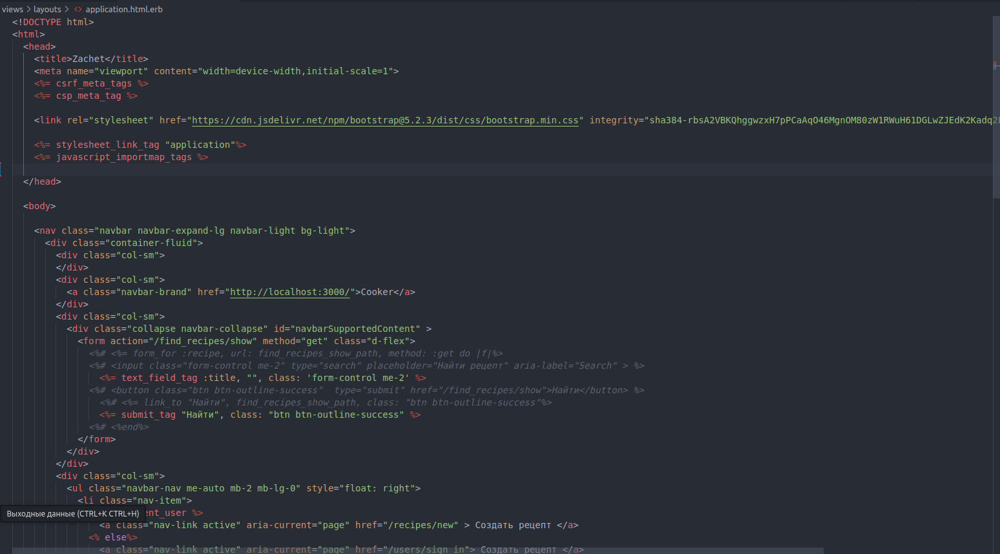 views > layouts > <> application.html.erb
<!DOCTYPE html>
<html>
<head>
<title>Zachet</title>
<meta name="viewport" content="width=device-width,initial-scale=1">
<%= csrf_meta_tags %>
<%= csp_meta_tag %>
<link rel="stylesheet" href="https://cdn.jsdelivr.net/npm/bootstrap@5.2.3/dist/css/bootstrap.min.css" integrity="sha384-rbsA2VBKQhggwzxH7pPCaAqO46MgnOM80zW1RWuH61DGLwZJEdK2Kadq2
<%= stylesheet_link_tag "application"%>
<%= javascript_importmap_tags %>
</head>
<body>
<nav class="navbar navbar-expand-lg navbar-light bg-light">
<div class="container-fluid">
<div class="col-sm">
</div>
<div class="col-sm">
<a class="navbar-brand" href="http://localhost:3000/">Cooker</a>
</div>
<div class="col-sm">
<div class="collapse navbar-collapse" id="navbarSupportedContent" >
<form action="/find_recipes/show" method="get" class="d-flex">
<%# <%= form_for :recipe, url: find_recipes_show_path, method: :get do |f|%>
<%# <input class="form-control me-2" type="search" placeholder="Найти рецепт" aria-label="Search" > %>
<%= text_field_tag :title, "", class: 'form-control me-2' %>
<%# <button class="btn btn-outline-success"  type="submit" href="/find_recipes/show">Найти</button> %>
<%# <%= link_to "Найти", find_recipes_show_path, class: "btn btn-outline-success"%>
<%= submit_tag "Найти", class: "btn btn-outline-success" %>
<%# <%end%>
</form>
</div>
</div>
<div class="col-sm">
<ul class="navbar-nav me-auto mb-2 mb-lg-0" style="float: right">
<li class="nav-item">
Выходные данные (CTRL+K CTRL+H) nt_user %>
<a class="nav-link active" aria-current="page" href="/recipes/new" > Создать рецепт </a>
<% else%>
<a class="nav-link active" aria-current="page" href="/users/sign_in"> Создать рецепт </a>